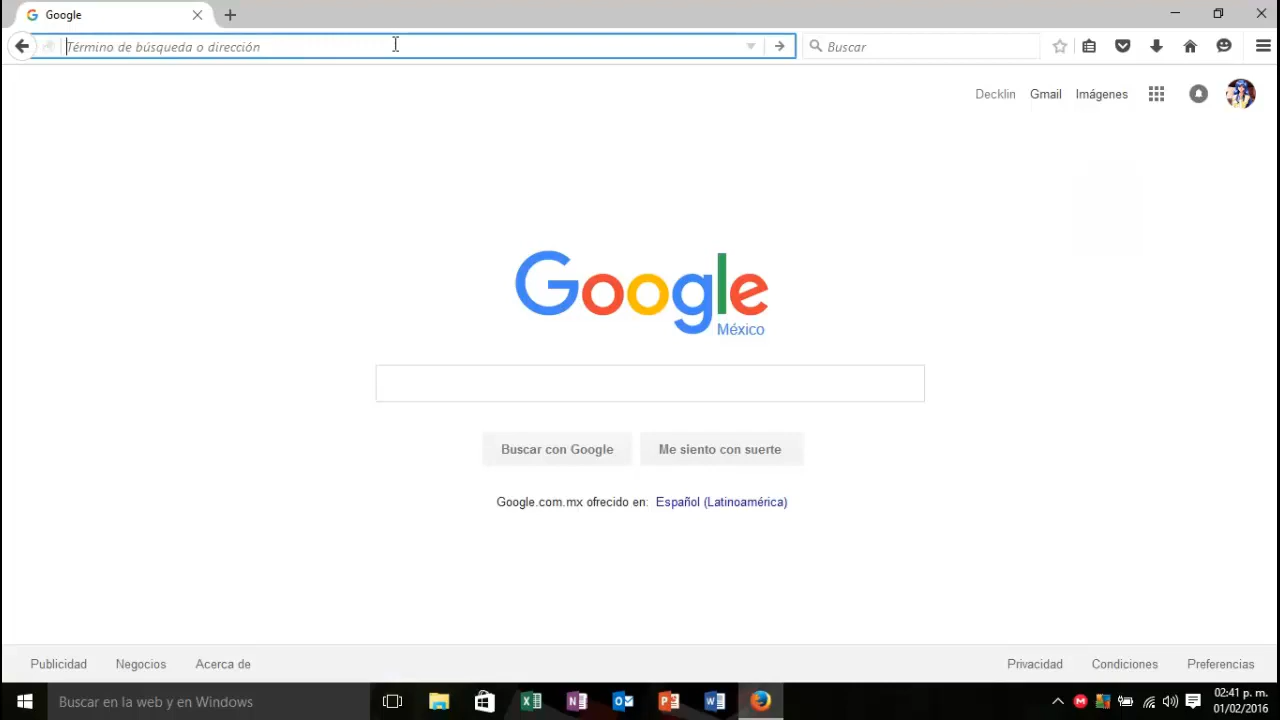 Google
Término de búsqueda o dirección
Buscar
Decklin Gmail Imágenes
Google
México
Buscar con Google Me siento con suerte
Google.com.mx ofrecido en: Español (Latinoamérica)
Publicidad Negocios Acerca de Privacidad Condiciones Preferencias
Buscar en la web y en Windows
02:41 p. m.
01/02/2016